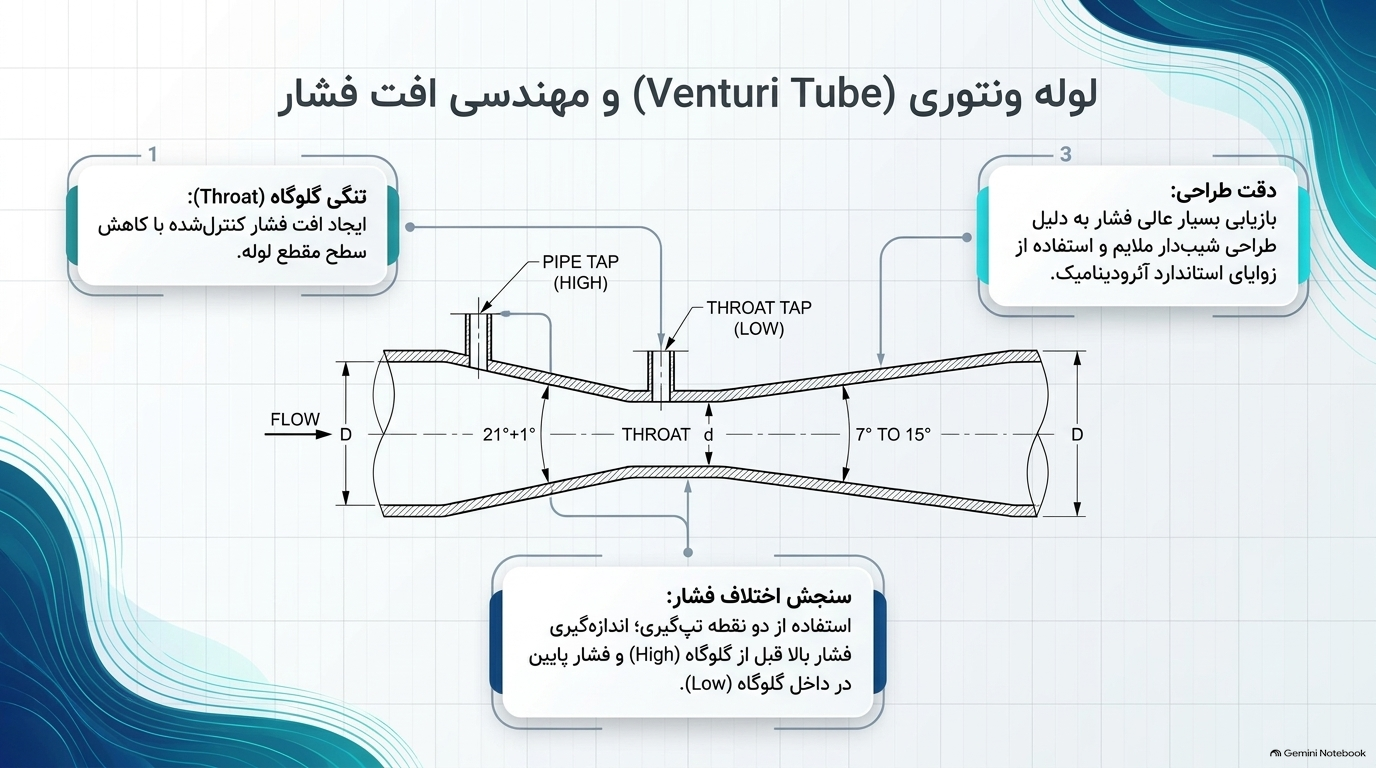 لوله ونتوری (Venturi Tube) و مهندسی افت فشار
1
تنگی گلوگاه (Throat):
ایجاد افت فشار کنترل‌شده با کاهش
سطح مقطع لوله.
3
دقت طراحی:
بازیابی بسیار عالی فشار به دلیل
طراحی شیب‌دار ملایم و استفاده از
زوایای استاندارد آئرودینامیک.
PIPE TAP
(HIGH)
THROAT TAP
(LOW)
FLOW
D
21°+1°
THROAT
d
7° TO 15°
D
سنجش اختلاف فشار:
استفاده از دو نقطه تپ‌گیری؛ اندازه‌گیری
فشار بالا قبل از گلوگاه (High) و فشار پایین
در داخل گلوگاه (Low).
Gemini Notebook